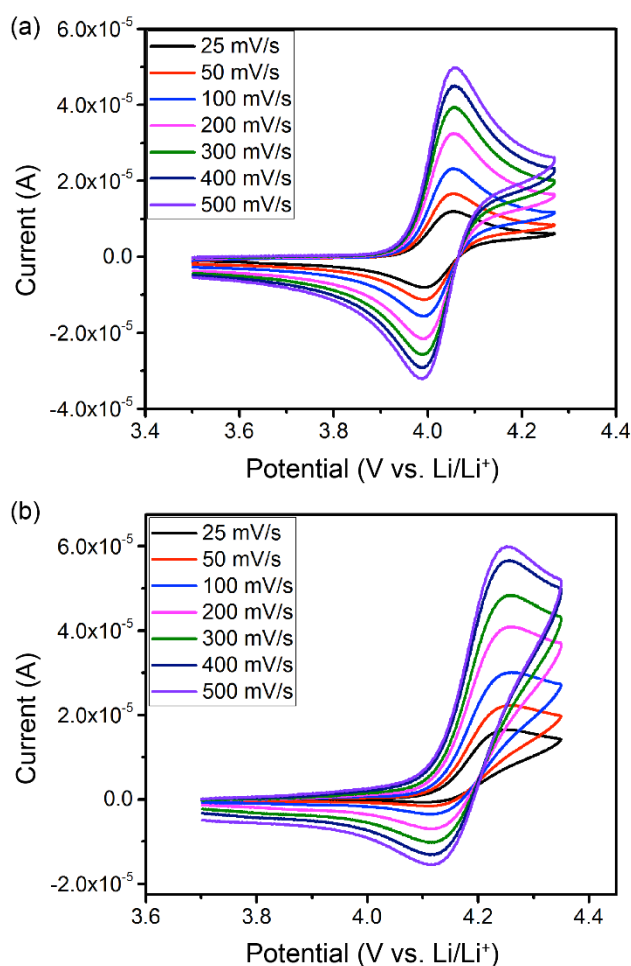 (a)
6.0x10⁻⁵
4.0x10⁻⁵
2.0x10⁻⁵
0.0
-2.0x10⁻⁵
-4.0x10⁻⁵
Current (A)
25 mV/s
50 mV/s
100 mV/s
200 mV/s
300 mV/s
400 mV/s
500 mV/s
3.4 3.6 3.8 4.0 4.2 4.4
Potential (V vs. Li/Li⁺)
(b)
6.0x10⁻⁵
4.0x10⁻⁵
2.0x10⁻⁵
0.0
-2.0x10⁻⁵
Current (A)
25 mV/s
50 mV/s
100 mV/s
200 mV/s
300 mV/s
400 mV/s
500 mV/s
3.6 3.8 4.0 4.2 4.4
Potential (V vs. Li/Li⁺)